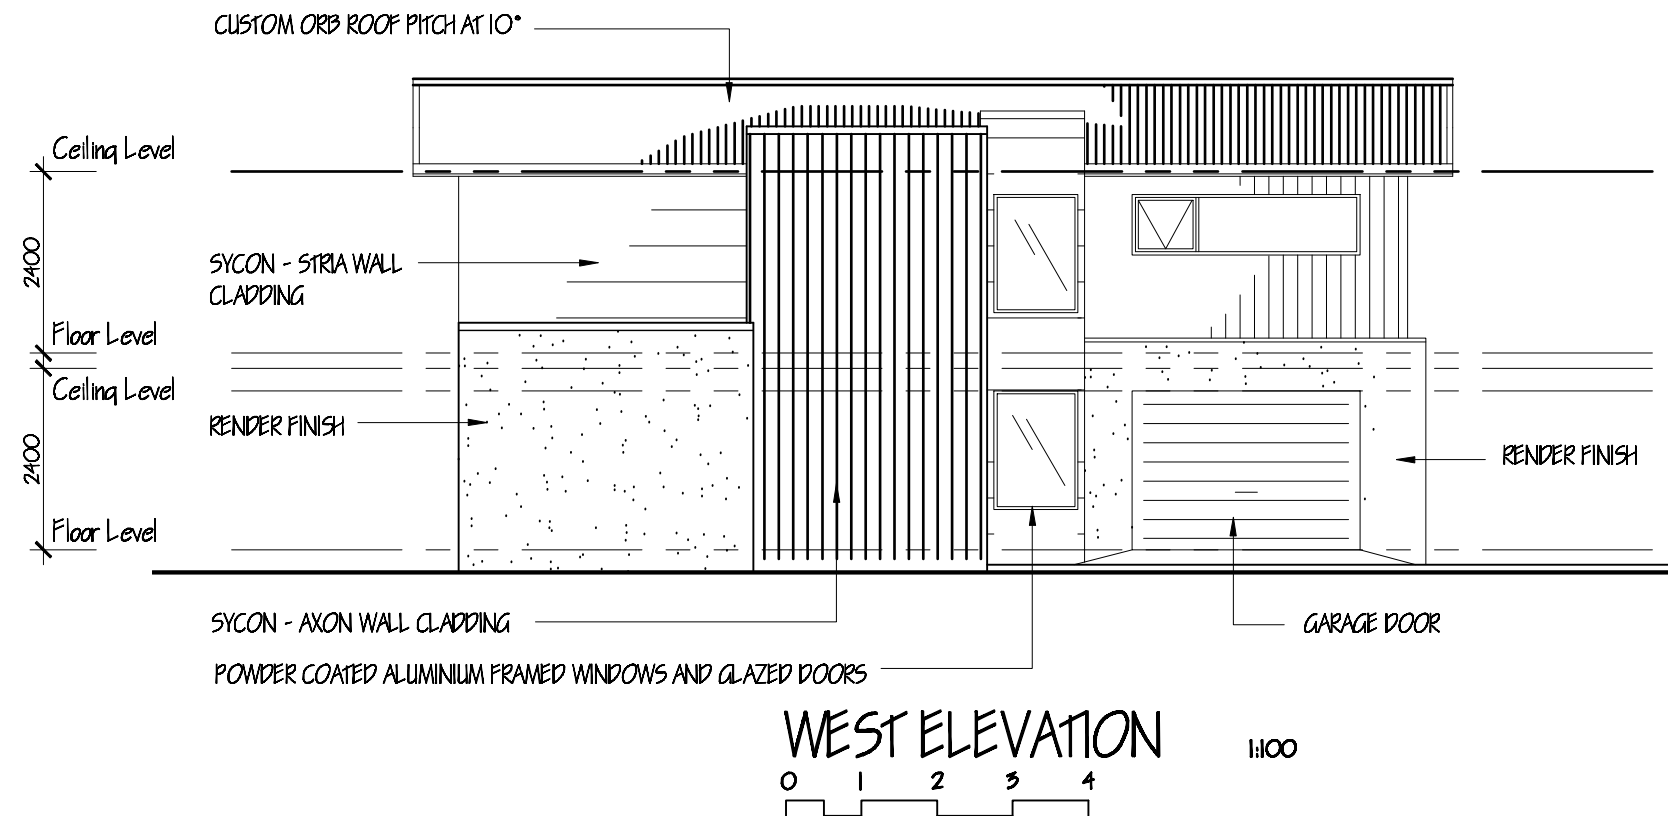 CUSTOM ORB ROOF PITCH AT 10°
Ceiling Level
2400
SYCON - STRIA WALL
CLADDING
Floor Level
Ceiling Level
RENDER FINISH
2400
RENDER FINISH
Floor Level
SYCON - AXON WALL CLADDING
GARAGE DOOR
POWDER COATED ALUMINIUM FRAMED WINDOWS AND GLAZED DOORS
WEST ELEVATION 1:100
0 1 2 3 4